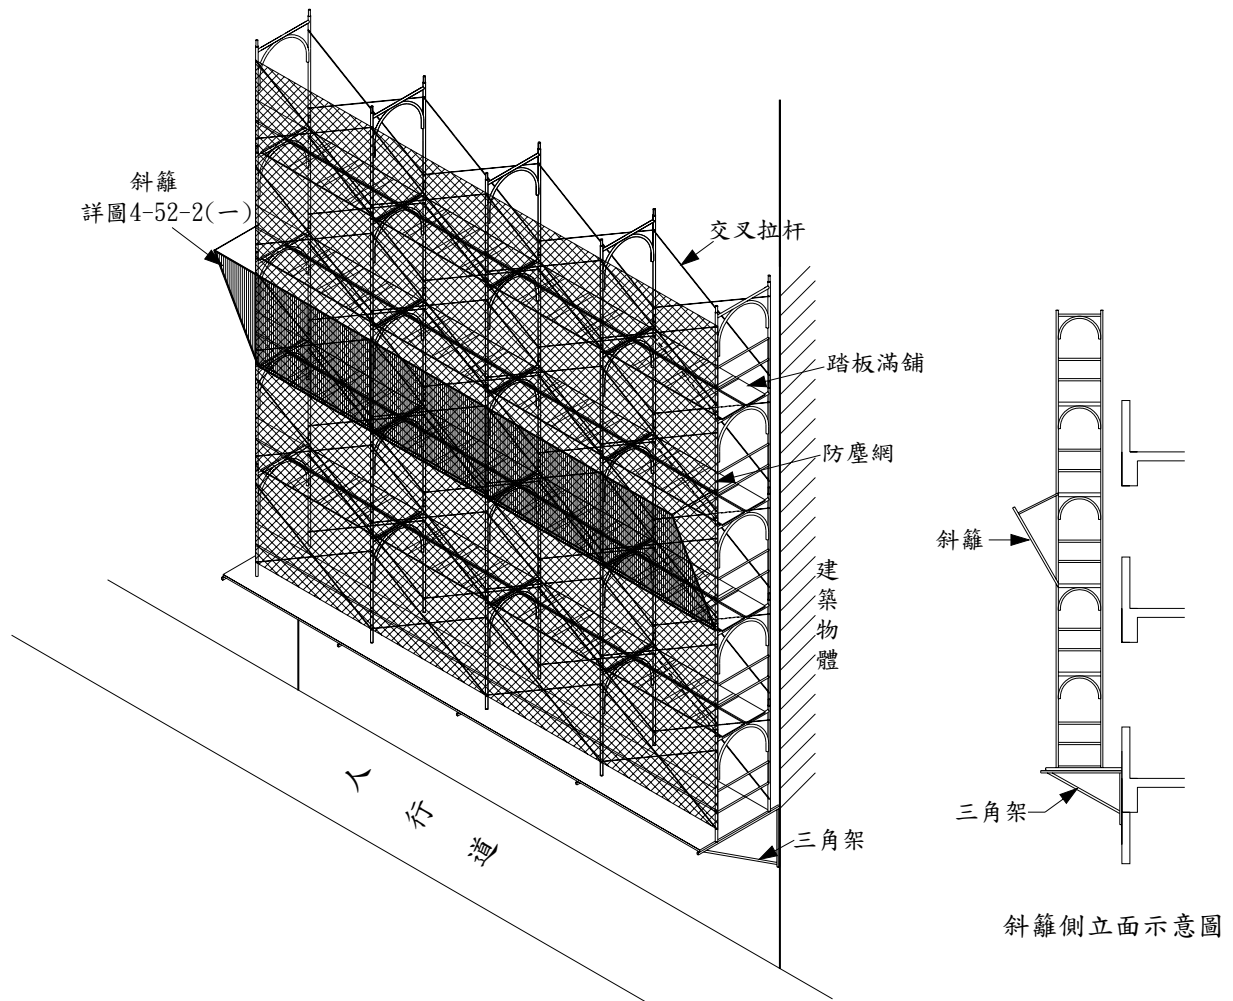 斜籬
詳圖4-52-2(一)
交叉拉杆
踏板滿舖
防塵網
建築物體
三角架
人行道
斜籬
三角架
斜籬側立面示意圖